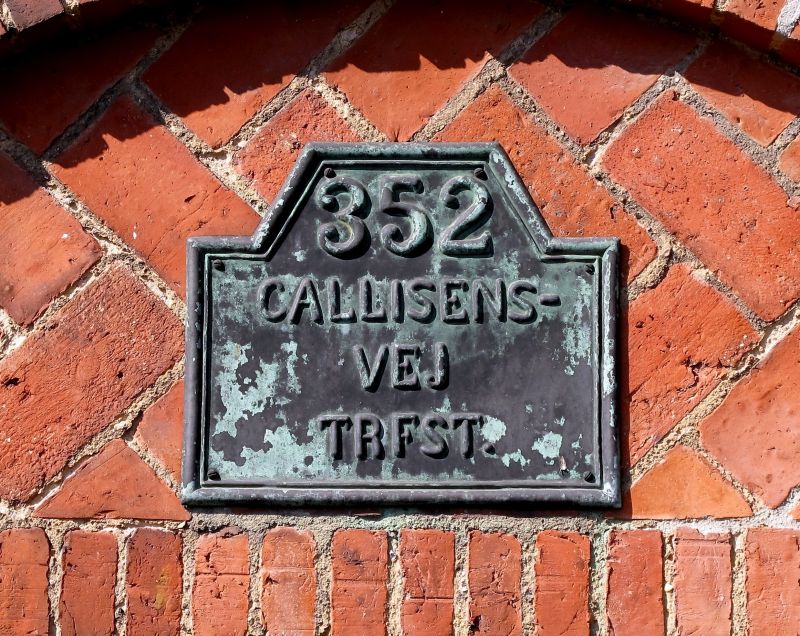 352
CALLISENS-
VEJ
TRFST.